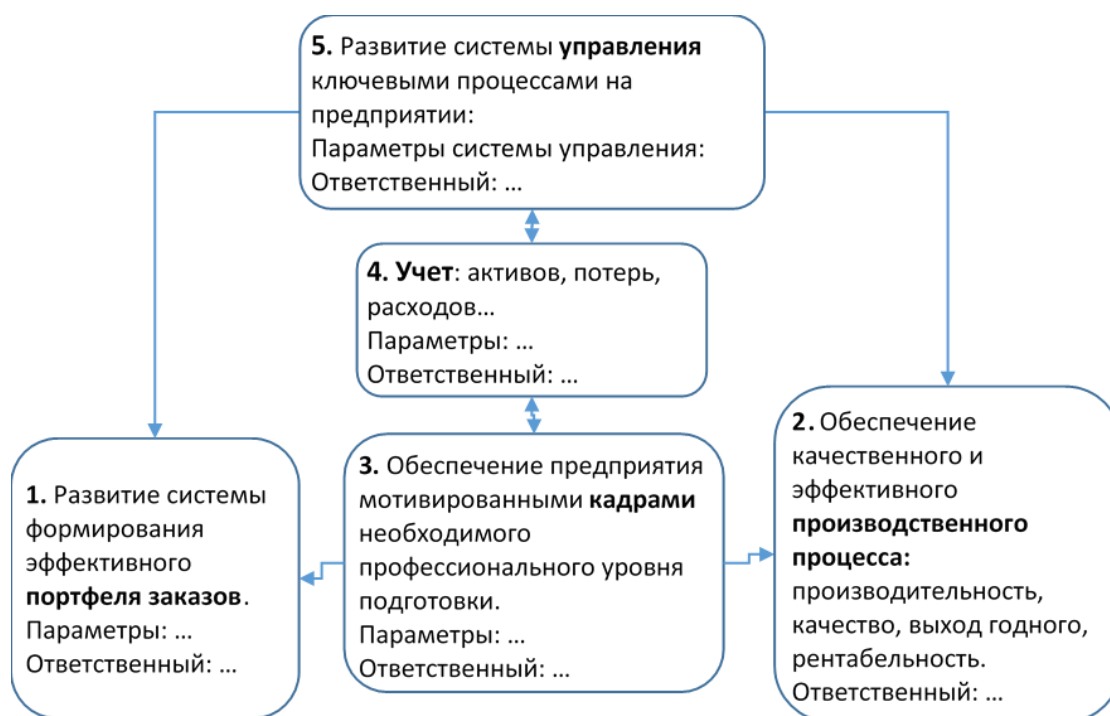 5. Развитие системы управления
ключевыми процессами на
предприятии:
Параметры системы управления:
Ответственный: ...
4. Учет: активов, потерь,
расходов...
Параметры: ...
Ответственный: ...
1. Развитие системы
формирования
эффективного
портфеля заказов.
Параметры: ...
Ответственный: ...
3. Обеспечение предприятия
мотивированными кадрами
необходимого
профессионального уровня
подготовки.
Параметры: ...
Ответственный: ...
2. Обеспечение
качественного и
эффективного
производственного
процесса:
производительность,
качество, выход годного,
рентабельность.
Ответственный: ...